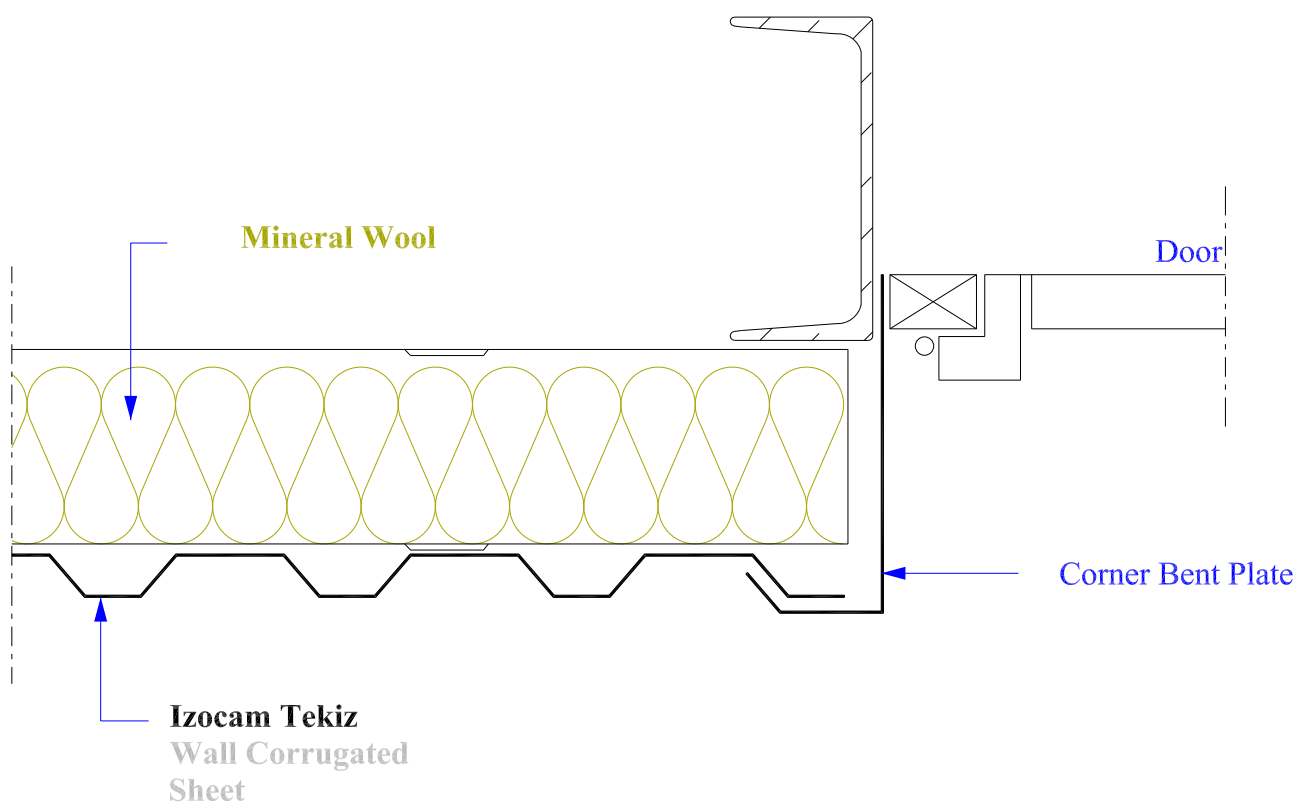 Mineral Wool
Door
Corner Bent Plate
Izocam Tekiz
Wall Corrugated
Sheet